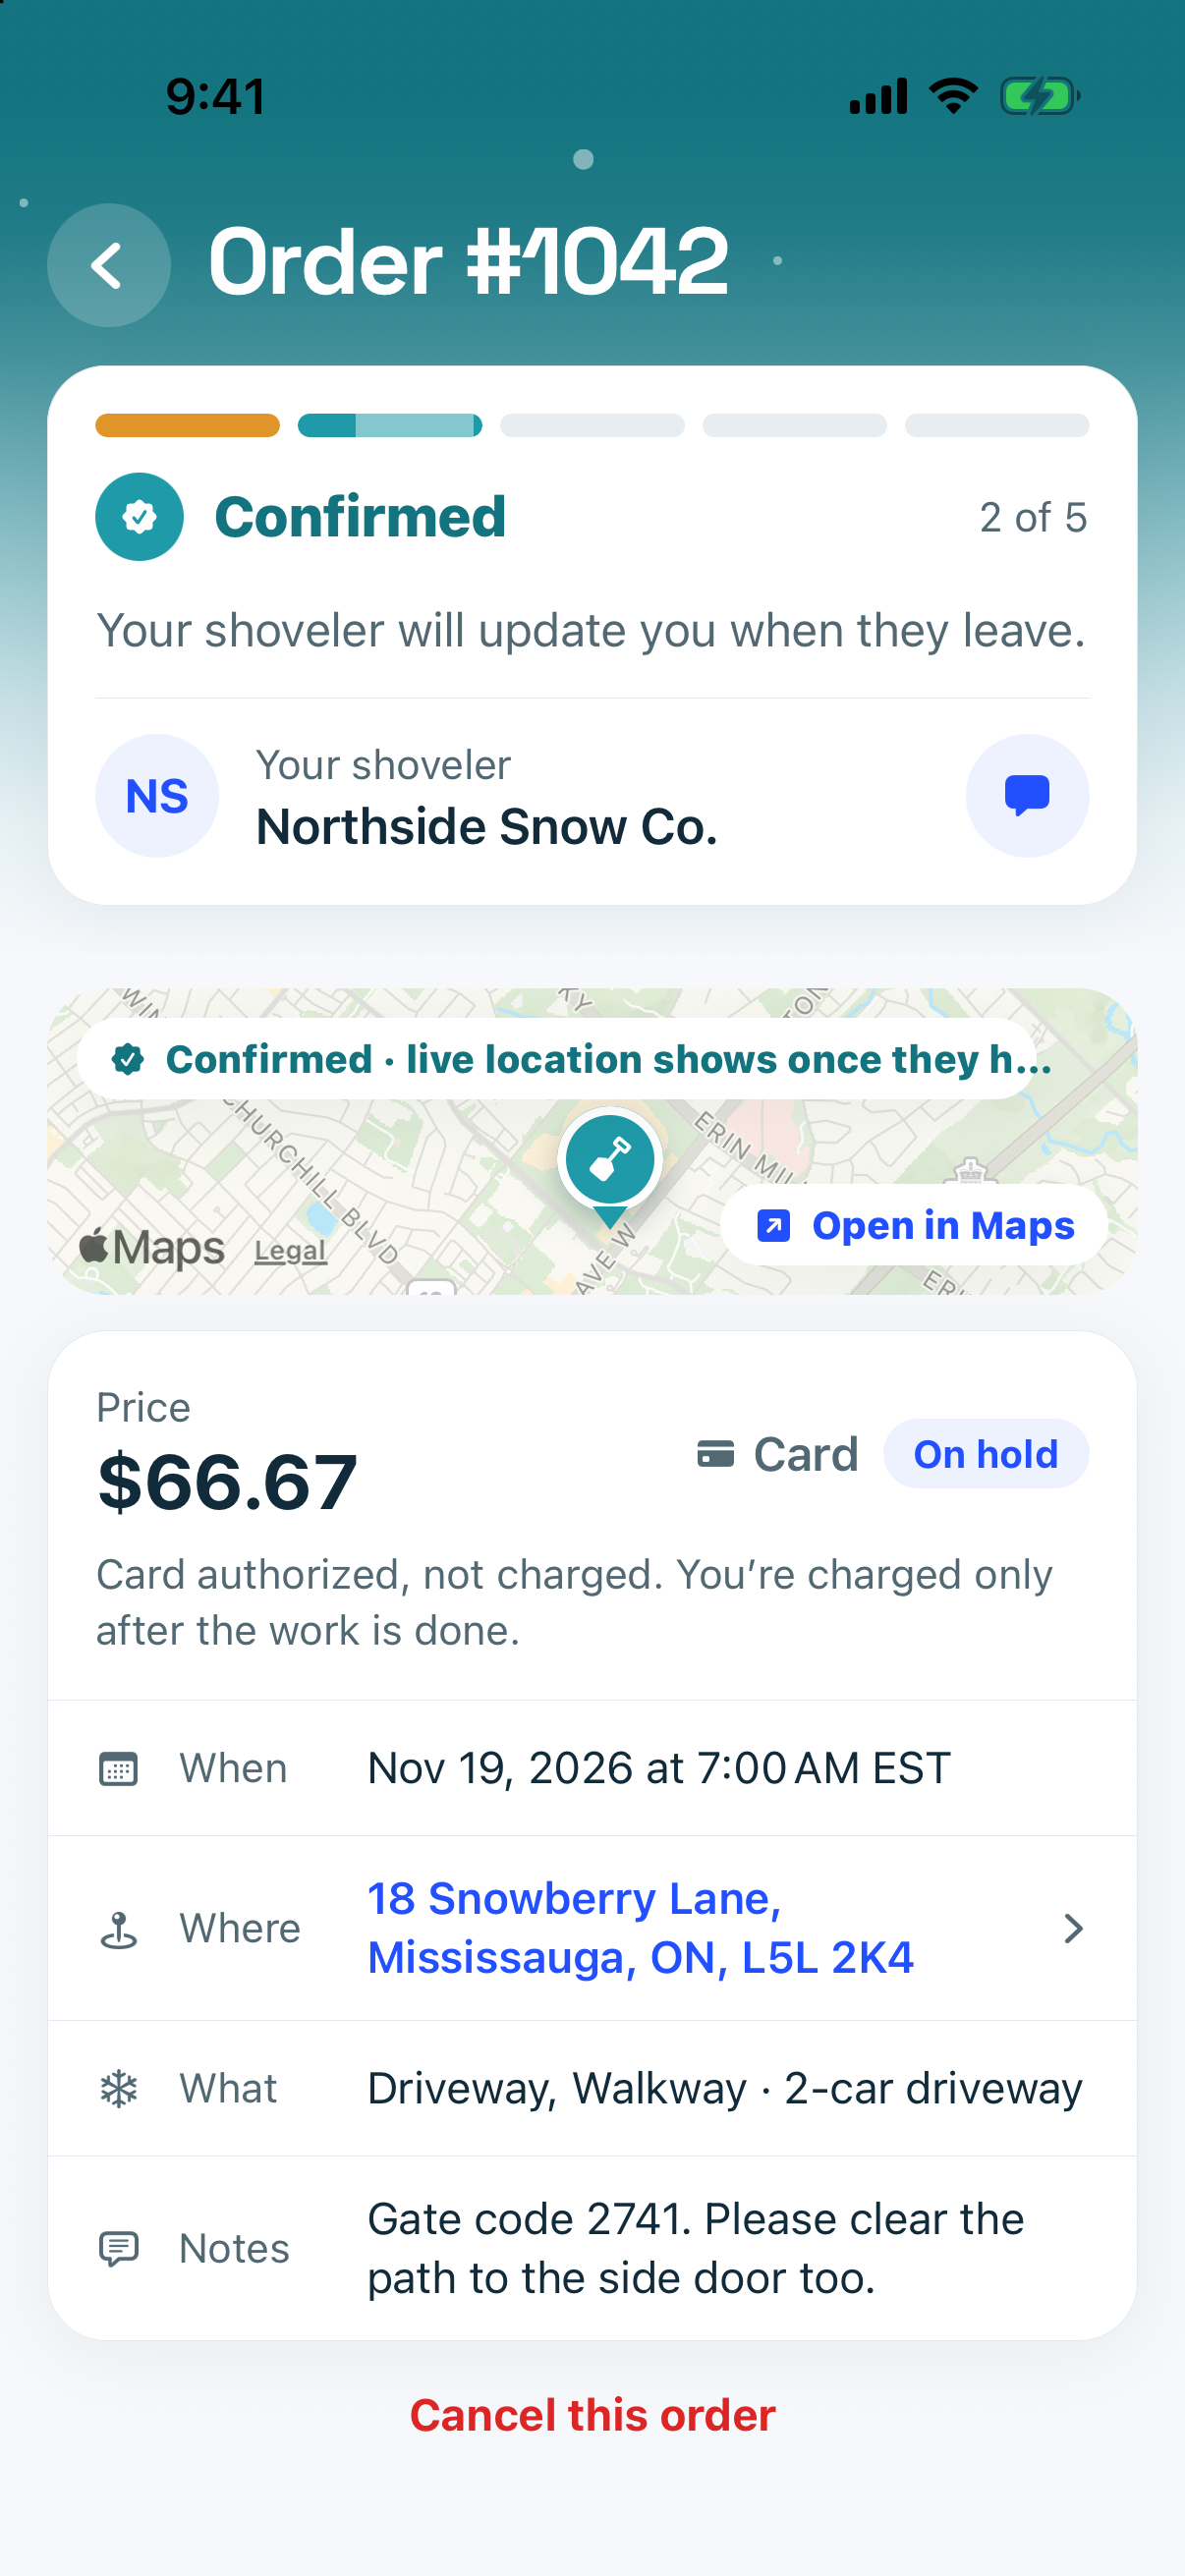 9:41
Order #1042
Confirmed
2 of 5
Your shoveler will update you when they leave.
NS
Your shoveler
Northside Snow Co.
Confirmed · live location shows once they h...
CHURCHILL BLVD
ERIN MIL
AVE W
Maps
Legal
Open in Maps
Price
$66.67
Card
On hold
Card authorized, not charged. You’re charged only
after the work is done.
When
Nov 19, 2026 at 7:00 AM EST
Where
18 Snowberry Lane,
Mississauga, ON, L5L 2K4
What
Driveway, Walkway · 2-car driveway
Notes
Gate code 2741. Please clear the
path to the side door too.
Cancel this order